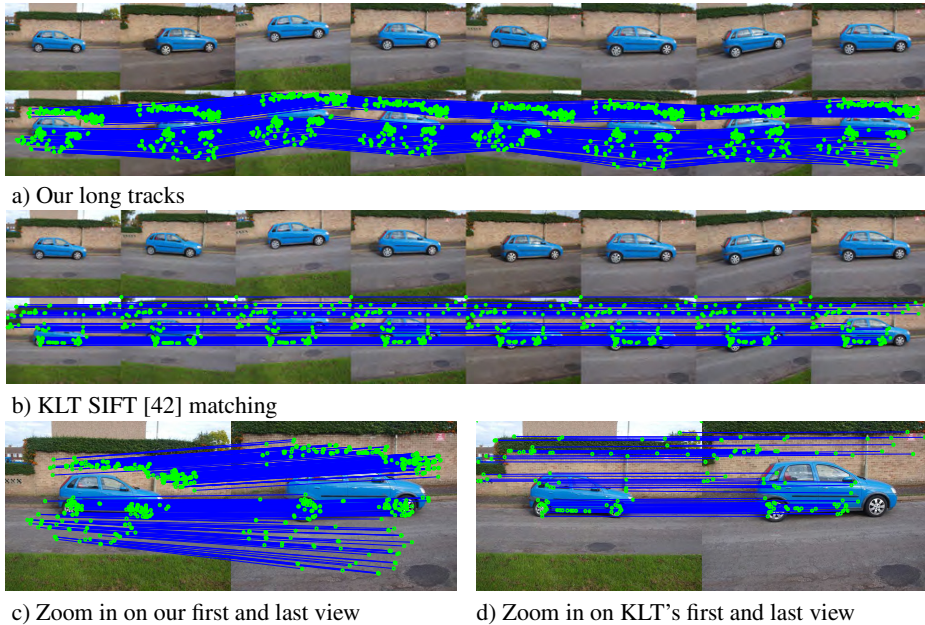 a) Our long tracks
b) KLT SIFT [42] matching
c) Zoom in on our first and last view
d) Zoom in on KLT's first and last view